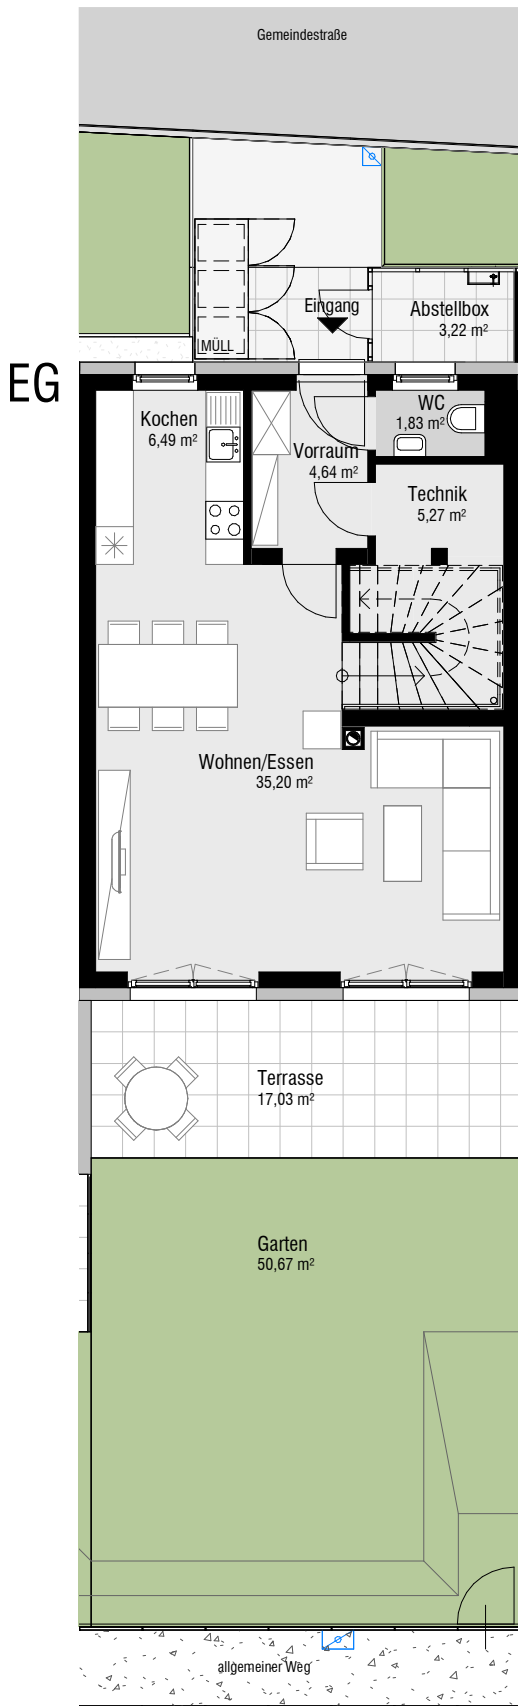 Gemeindestraße
Eingang
Abstellbox
3,22 m²
MÜLL
EG
Kochen
6,49 m²
WC
1,83 m²
Vorraum
4,64 m²
Technik
5,27 m²
Wohnen/Essen
35,20 m²
Terrasse
17,03 m²
Garten
50,67 m²
allgemeiner Weg